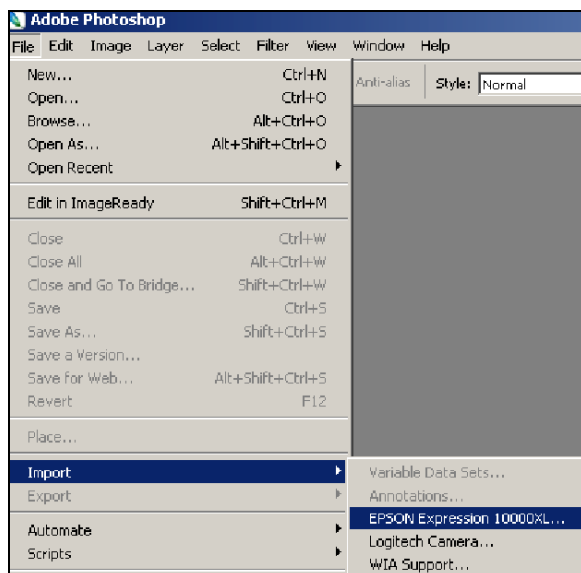 Adobe Photoshop
File Edit Image Layer Select Filter View Window Help
Anti-alias Style: Normal
New... Ctrl+N
Open... Ctrl+O
Browse... Alt+Ctrl+O
Open As... Alt+Shift+Ctrl+O
Open Recent
Edit in ImageReady Shift+Ctrl+M
Close Ctrl+W
Close All Alt+Ctrl+W
Close and Go To Bridge... Shift+Ctrl+W
Save Ctrl+S
Save As... Shift+Ctrl+S
Save a Version...
Save for Web... Alt+Shift+Ctrl+S
Revert F12
Place...
Import
Export
Automate
Scripts
Variable Data Sets...
Annotations...
EPSON Expression 10000XL...
Logitech Camera...
WIA Support...